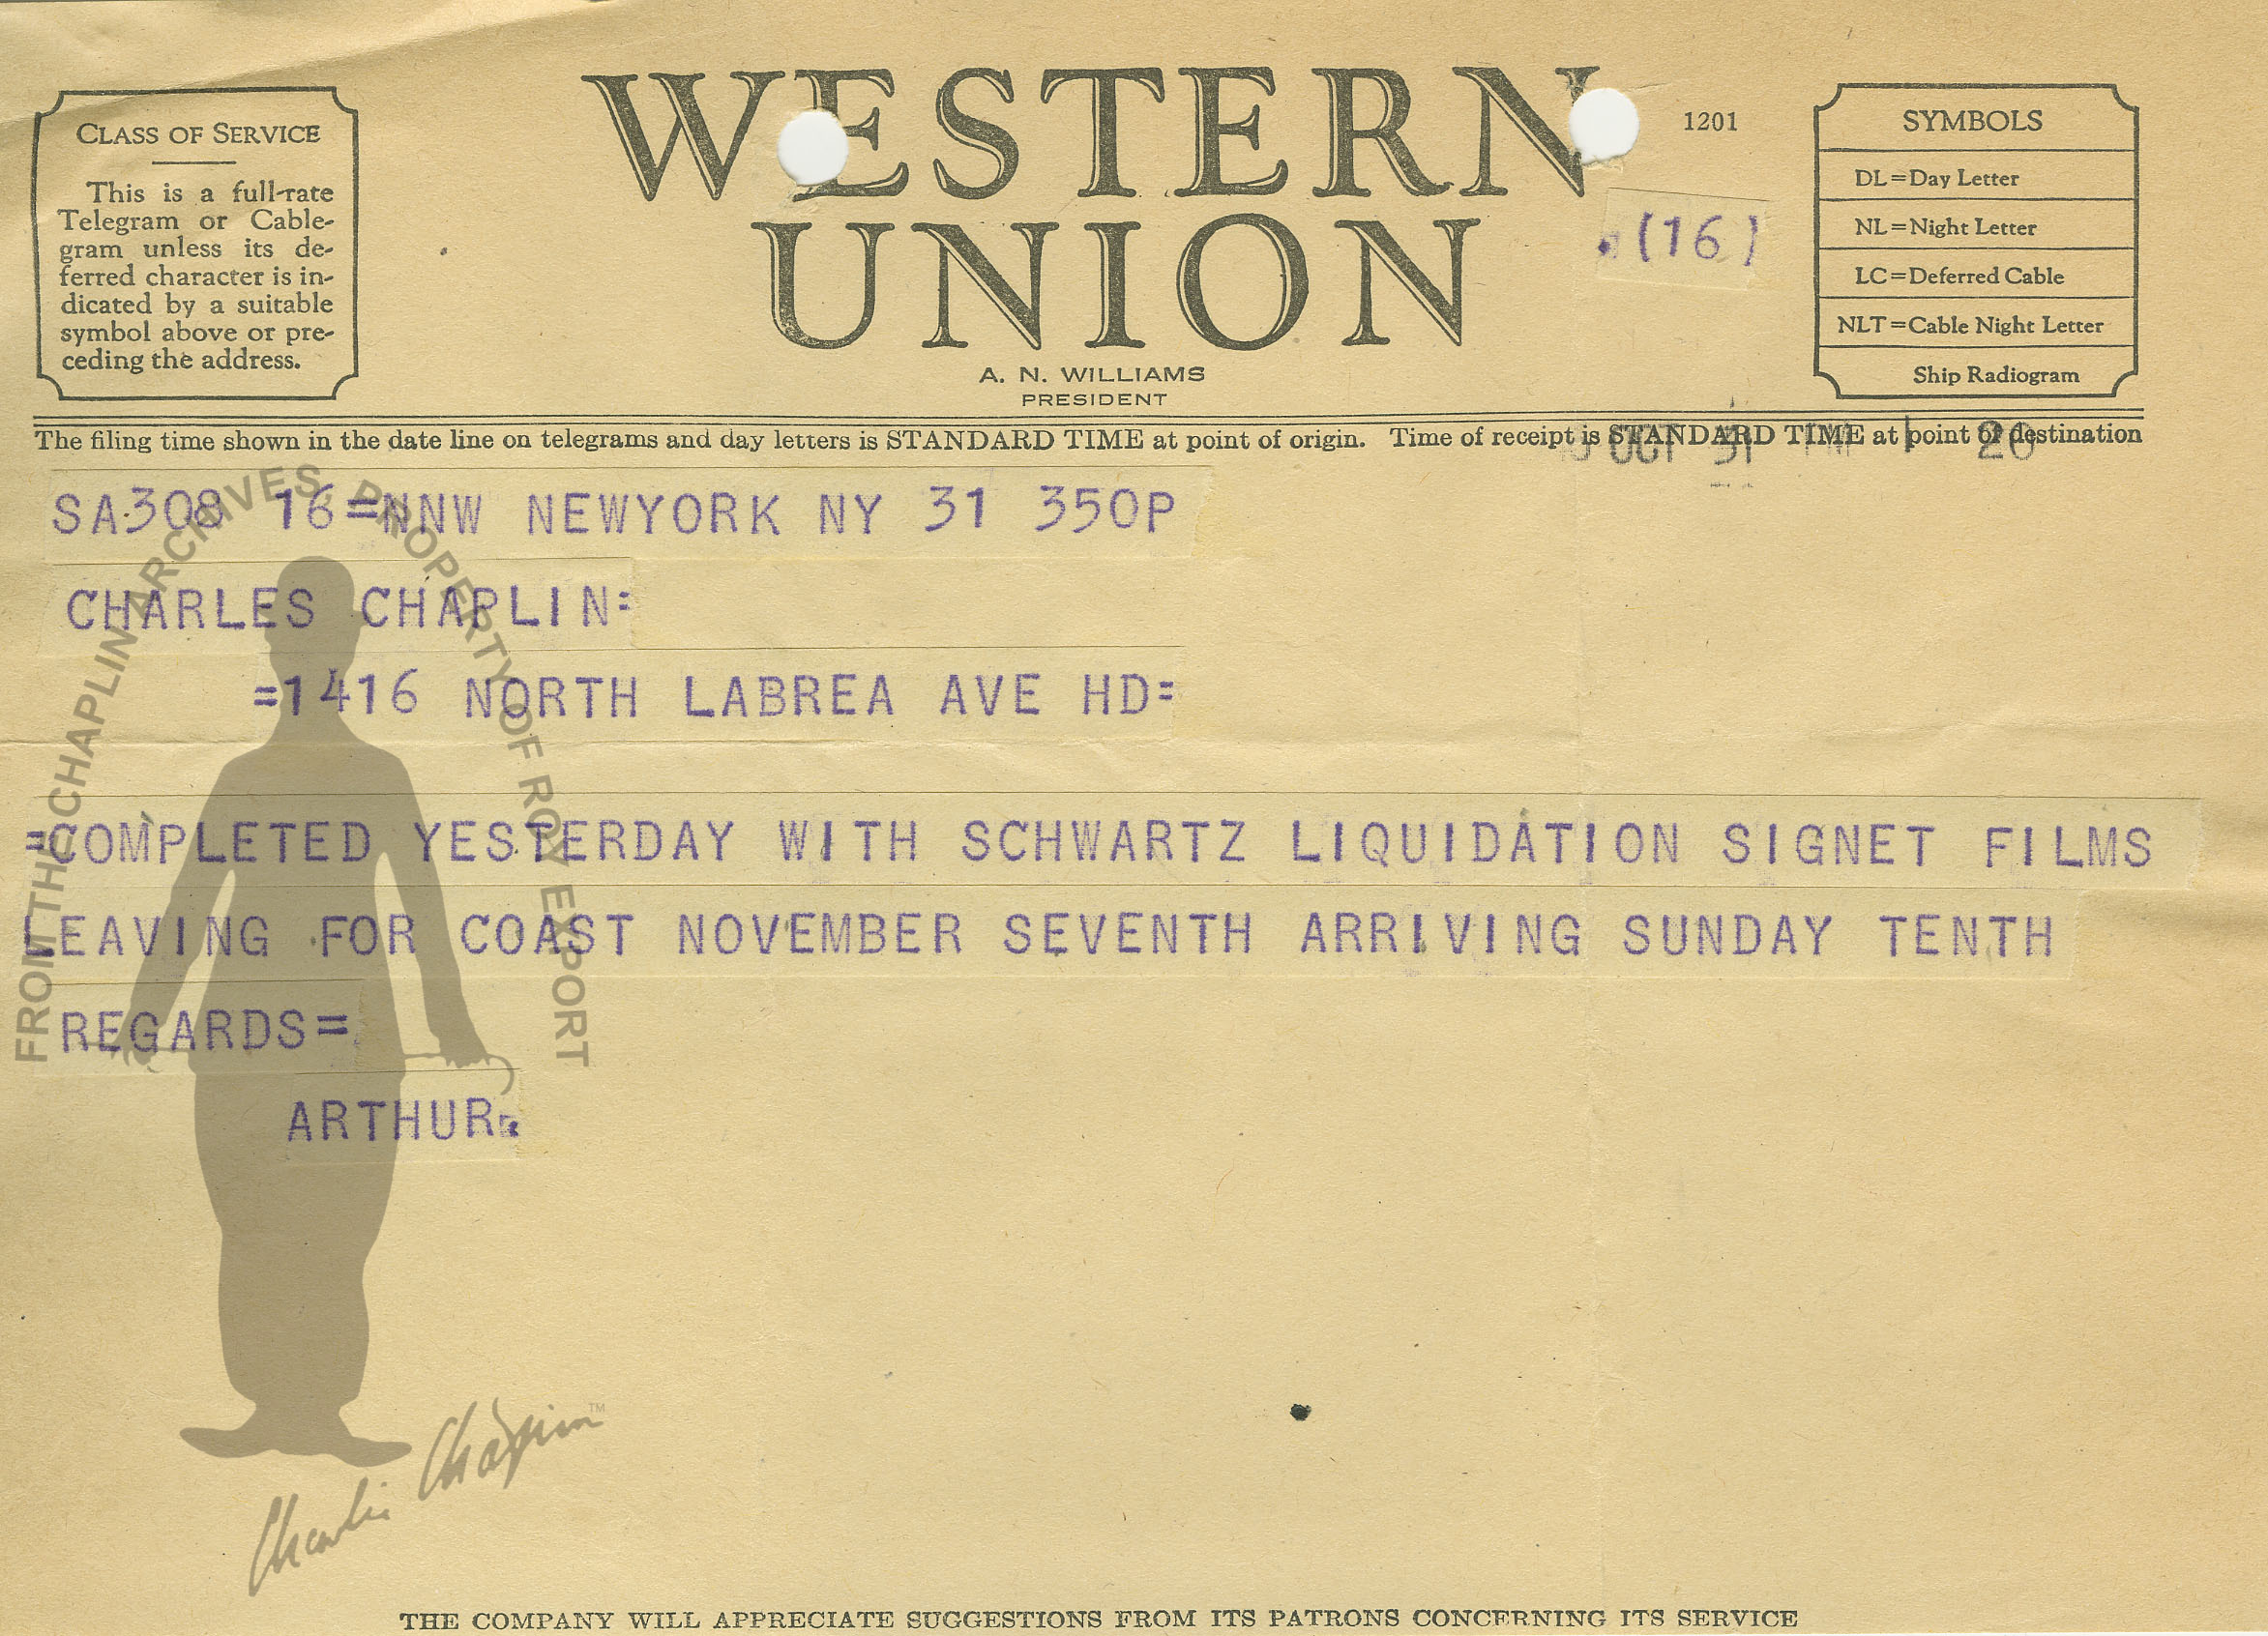 WESTERN
UNION
1201
(16)
A. N. WILLIAMS
PRESIDENT
CLASS OF SERVICE
This is a full-rate
Telegram or Cable-
gram unless its de-
ferred character is in-
dicated by a suitable
symbol above or pre-
ceding the address.
SYMBOLS
DL=Day Letter
NL=Night Letter
LC=Deferred Cable
NLT=Cable Night Letter
Ship Radiogram
The filing time shown in the date line on telegrams and day letters is STANDARD TIME at point of origin. Time of receipt is STANDARD TIME at point of destination
OCT 31 PM 1 20
SA308 16=NNW NEWYORK NY 31 350P
CHARLES CHAPLIN=
=1416 NORTH LABREA AVE HD=
=COMPLETED YESTERDAY WITH SCHWARTZ LIQUIDATION SIGNET FILMS
LEAVING FOR COAST NOVEMBER SEVENTH ARRIVING SUNDAY TENTH
REGARDS=
ARTHUR.
FROM THE CHAPLIN ARCHIVES, PROPERTY OF ROY EXPORT
Charlie Chaplin™
THE COMPANY WILL APPRECIATE SUGGESTIONS FROM ITS PATRONS CONCERNING ITS SERVICE